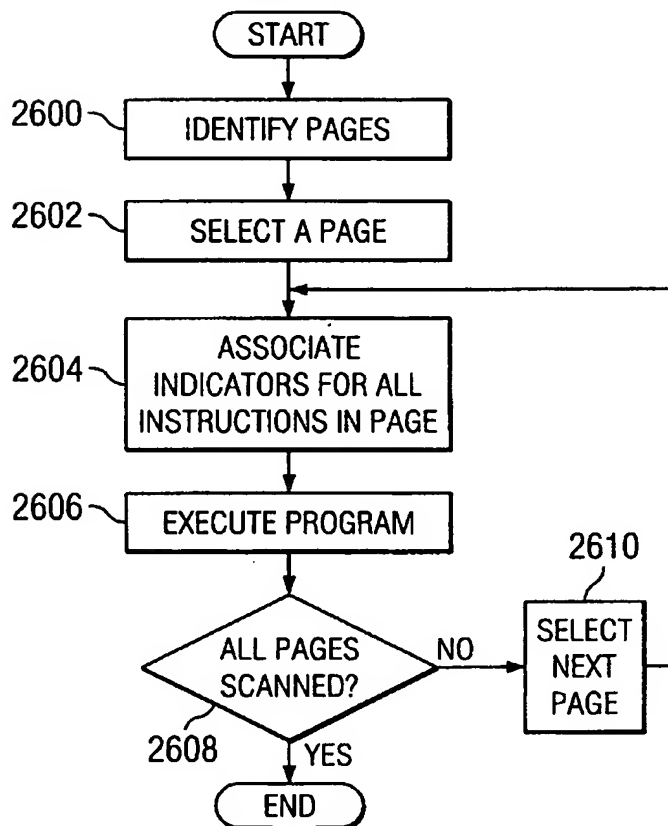 START
2600
IDENTIFY PAGES
2602
SELECT A PAGE
2604
ASSOCIATE
INDICATORS FOR ALL
INSTRUCTIONS IN PAGE
2606
EXECUTE PROGRAM
2608
ALL PAGES
SCANNED?
NO
2610
SELECT
NEXT
PAGE
YES
END